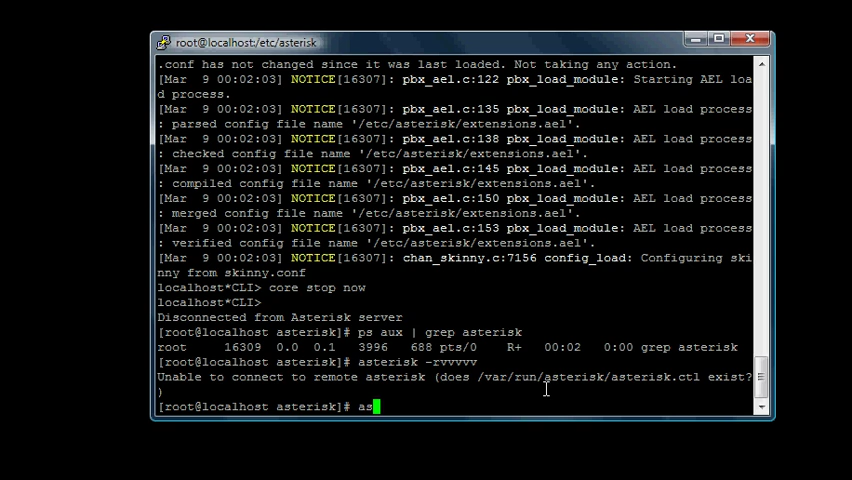 root@localhost:/etc/asterisk
.conf has not changed since it was last loaded. Not taking any action.
[Mar  9 00:02:03] NOTICE[16307]: pbx_ael.c:122 pbx_load_module: Starting AEL loa
d process.
[Mar  9 00:02:03] NOTICE[16307]: pbx_ael.c:135 pbx_load_module: AEL load process
: parsed config file name '/etc/asterisk/extensions.ael'.
[Mar  9 00:02:03] NOTICE[16307]: pbx_ael.c:138 pbx_load_module: AEL load process
: checked config file name '/etc/asterisk/extensions.ael'.
[Mar  9 00:02:03] NOTICE[16307]: pbx_ael.c:145 pbx_load_module: AEL load process
: compiled config file name '/etc/asterisk/extensions.ael'.
[Mar  9 00:02:03] NOTICE[16307]: pbx_ael.c:150 pbx_load_module: AEL load process
: merged config file name '/etc/asterisk/extensions.ael'.
[Mar  9 00:02:03] NOTICE[16307]: pbx_ael.c:153 pbx_load_module: AEL load process
: verified config file name '/etc/asterisk/extensions.ael'.
[Mar  9 00:02:03] NOTICE[16307]: chan_skinny.c:7156 config_load: Configuring ski
nny from skinny.conf
localhost*CLI> core stop now
localhost*CLI>
Disconnected from Asterisk server
[root@localhost asterisk]# ps aux | grep asterisk
root     16309  0.0  0.1   3996   688 pts/0    R+   00:02   0:00 grep asterisk
[root@localhost asterisk]# asterisk -rvvvvv
Unable to connect to remote asterisk (does /var/run/asterisk/asterisk.ctl exist?
)
[root@localhost asterisk]# as